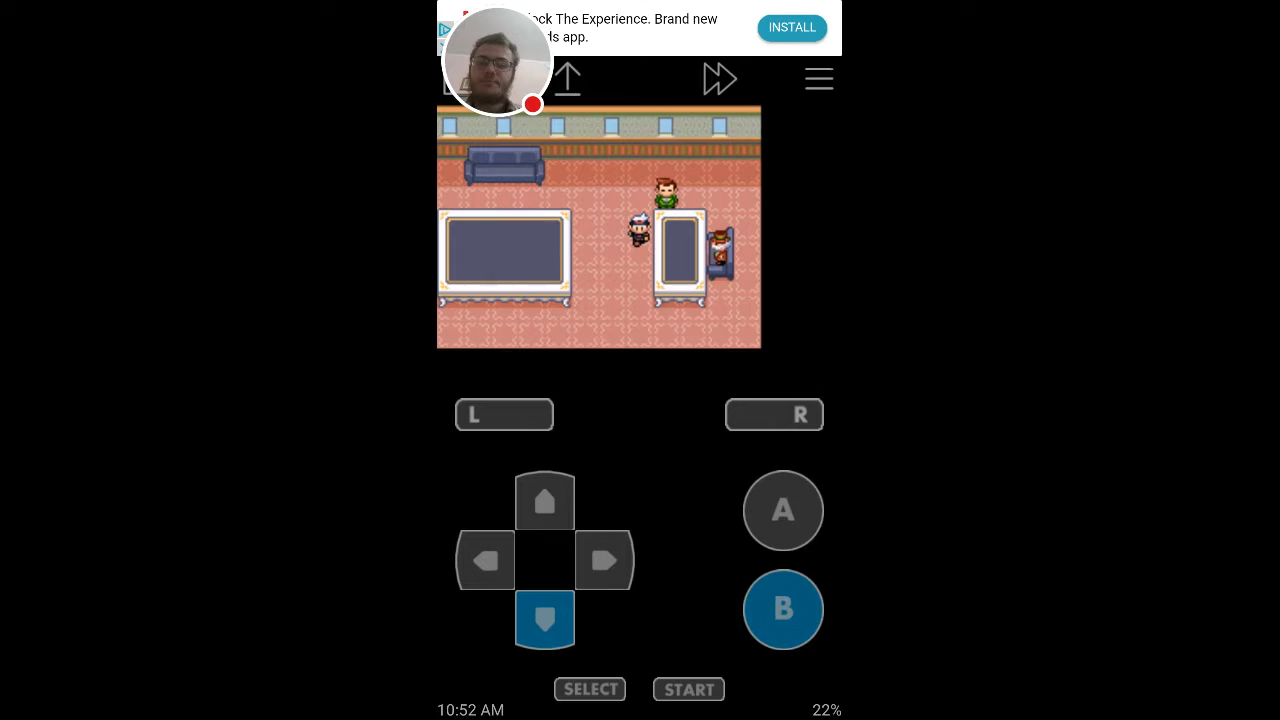 ock The Experience. Brand new
ds app.
INSTALL
L
R
A
B
SELECT
START
10:52 AM
22%